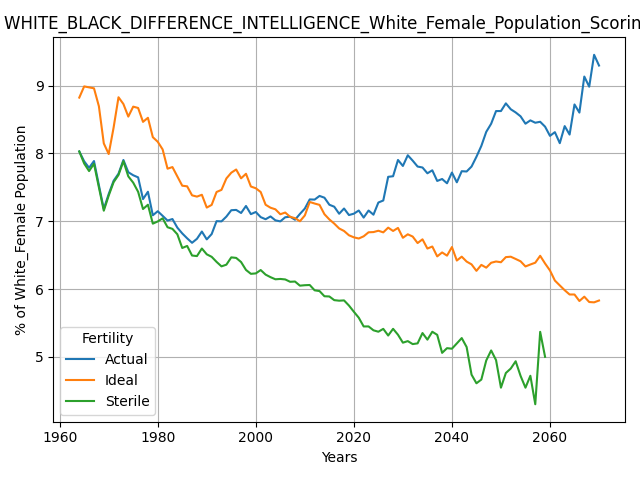 WHITE_BLACK_DIFFERENCE_INTELLIGENCE_White_Female_Population_Scorin
% of White_Female Population
9
8
7
6
5
Fertility
Actual
Ideal
Sterile
1960
1980
2000
2020
2040
2060
Years